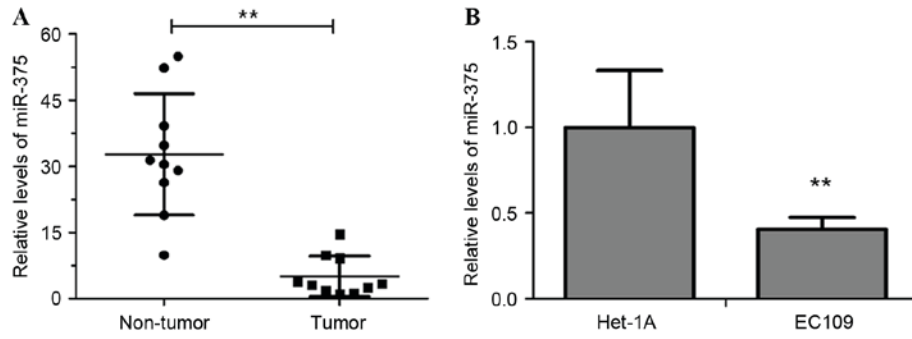 A
**
Relative levels of miR-375
60
45
30
15
0
Non-tumor
Tumor
B
Relative levels of miR-375
1.5
1.0
0.5
0.0
**
Het-1A
EC109